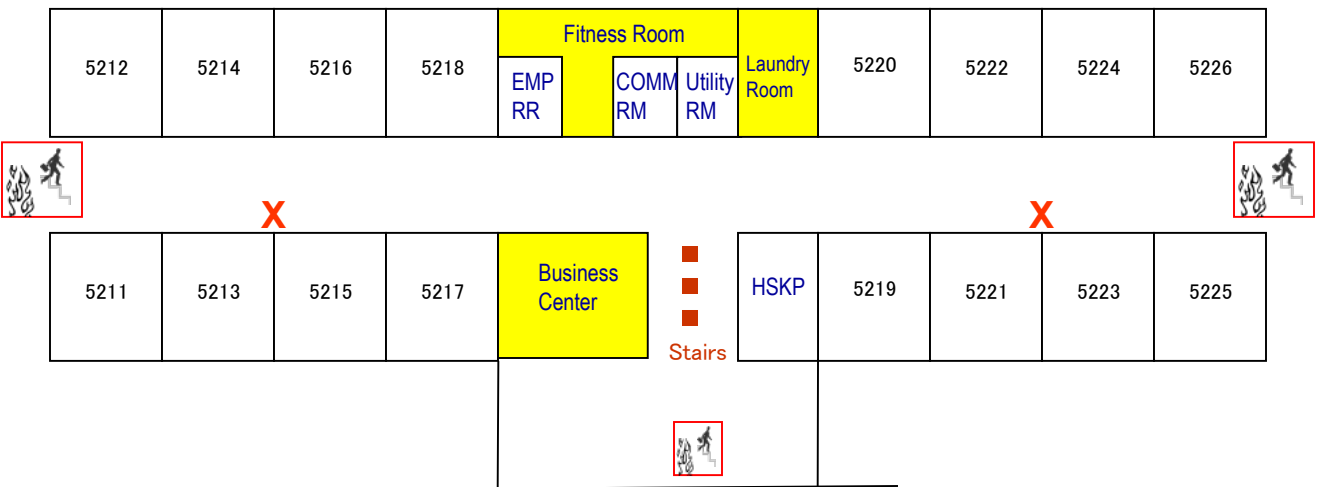 Fitness Room
5212
5214
5216
5218
EMP
RR
COMM
RM
Utility
RM
Laundry
Room
5220
5222
5224
5226
X
X
5211
5213
5215
5217
Business
Center
Stairs
HSKP
5219
5221
5223
5225